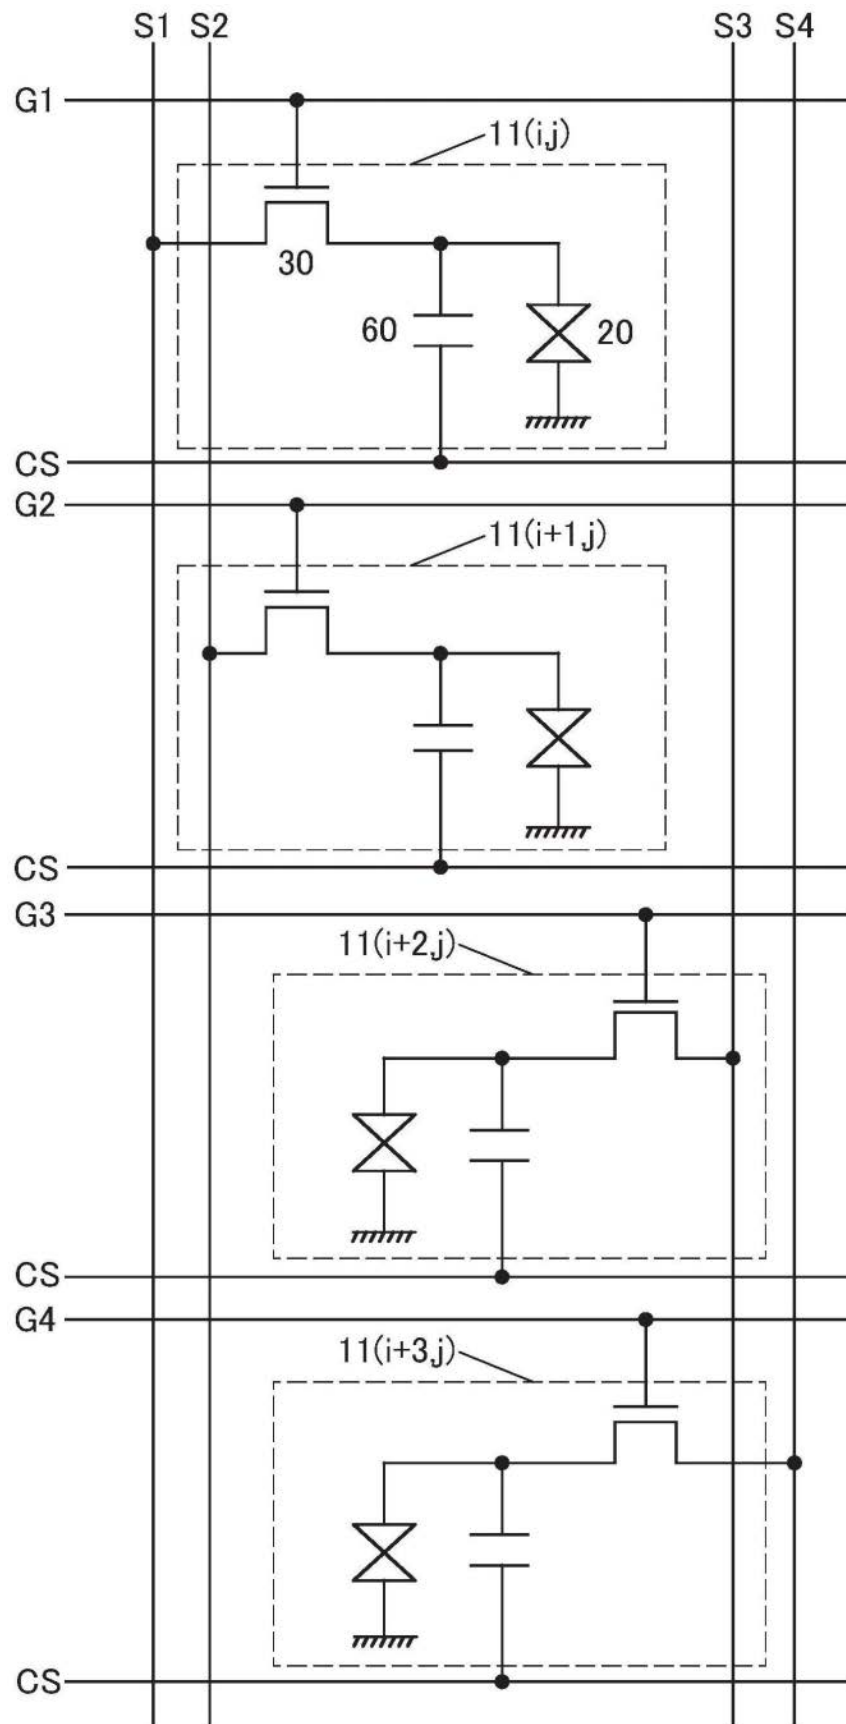 S1 S2 S3 S4
G1
11(i,j)
30
60 20
CS
G2
11(i+1,j)
CS
G3
11(i+2,j)
CS
G4
11(i+3,j)
CS